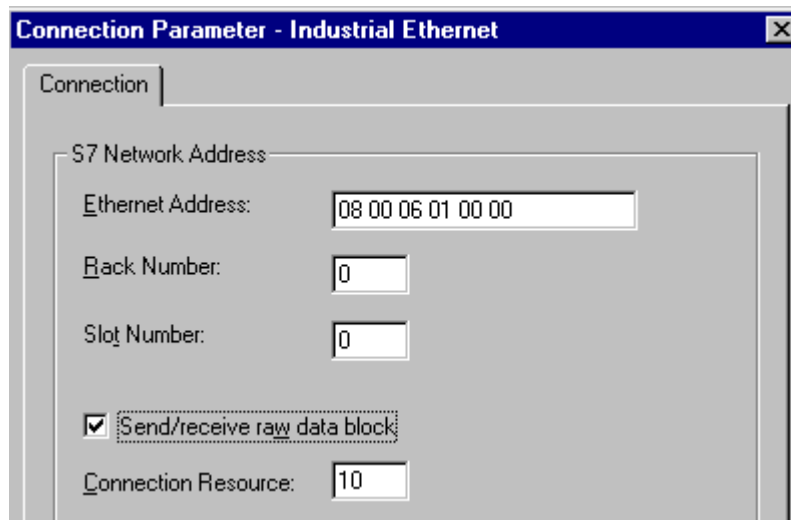 Connection Parameter - Industrial Ethernet
Connection
S7 Network Address
Ethernet Address: 08 00 06 01 00 00
Rack Number: 0
Slot Number: 0
Send/receive raw data block
Connection Resource: 10